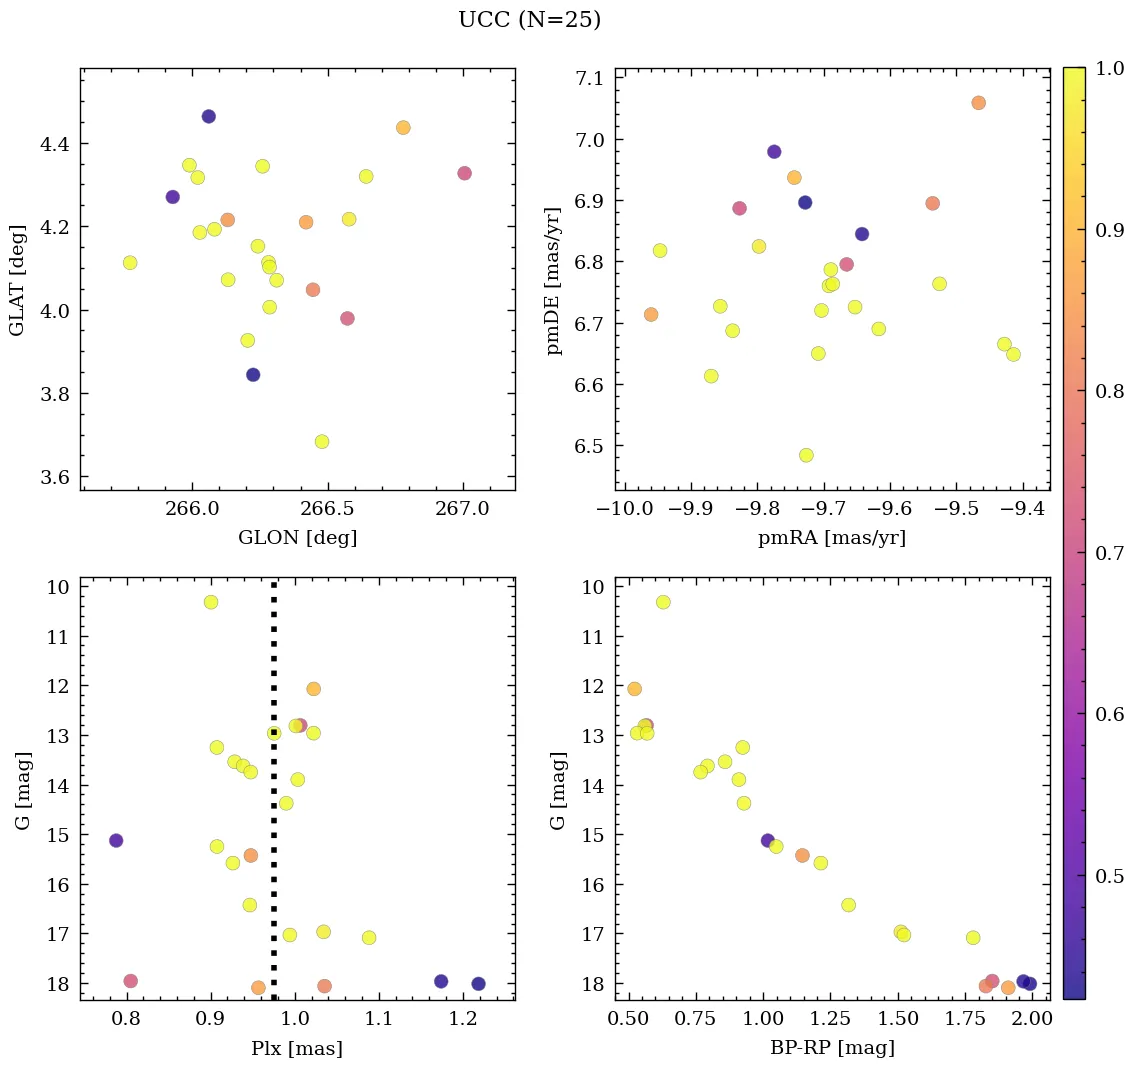 UCC (N=25)
4.4
4.2
4.0
3.8
3.6
GLAT [deg]
266.0 266.5 267.0
GLON [deg]
7.1
7.0
6.9
6.8
6.7
6.6
6.5
pmDE [mas/yr]
−10.0 −9.9 −9.8 −9.7 −9.6 −9.5 −9.4
pmRA [mas/yr]
10
11
12
13
14
15
16
17
18
G [mag]
0.8 0.9 1.0 1.1 1.2
Plx [mas]
10
11
12
13
14
15
16
17
18
G [mag]
0.50 0.75 1.00 1.25 1.50 1.75 2.00
BP-RP [mag]
1.0
0.9
0.8
0.7
0.6
0.5